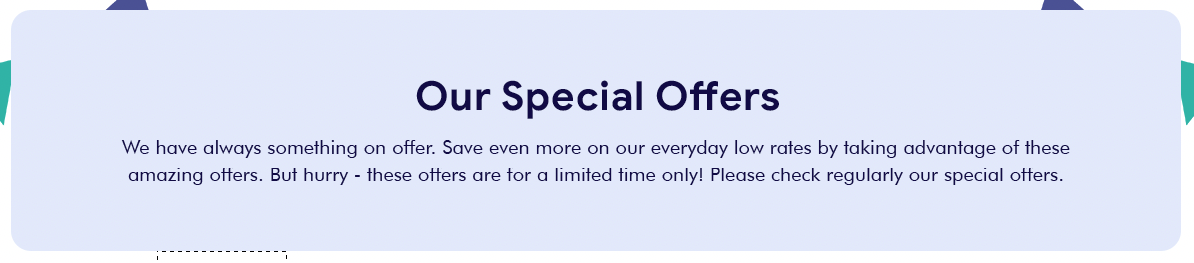 Our Special Offers
We have always something on offer. Save even more on our everyday low rates by taking advantage of these
amazing offers. But hurry - these offers are for a limited time only! Please check regularly our special offers.